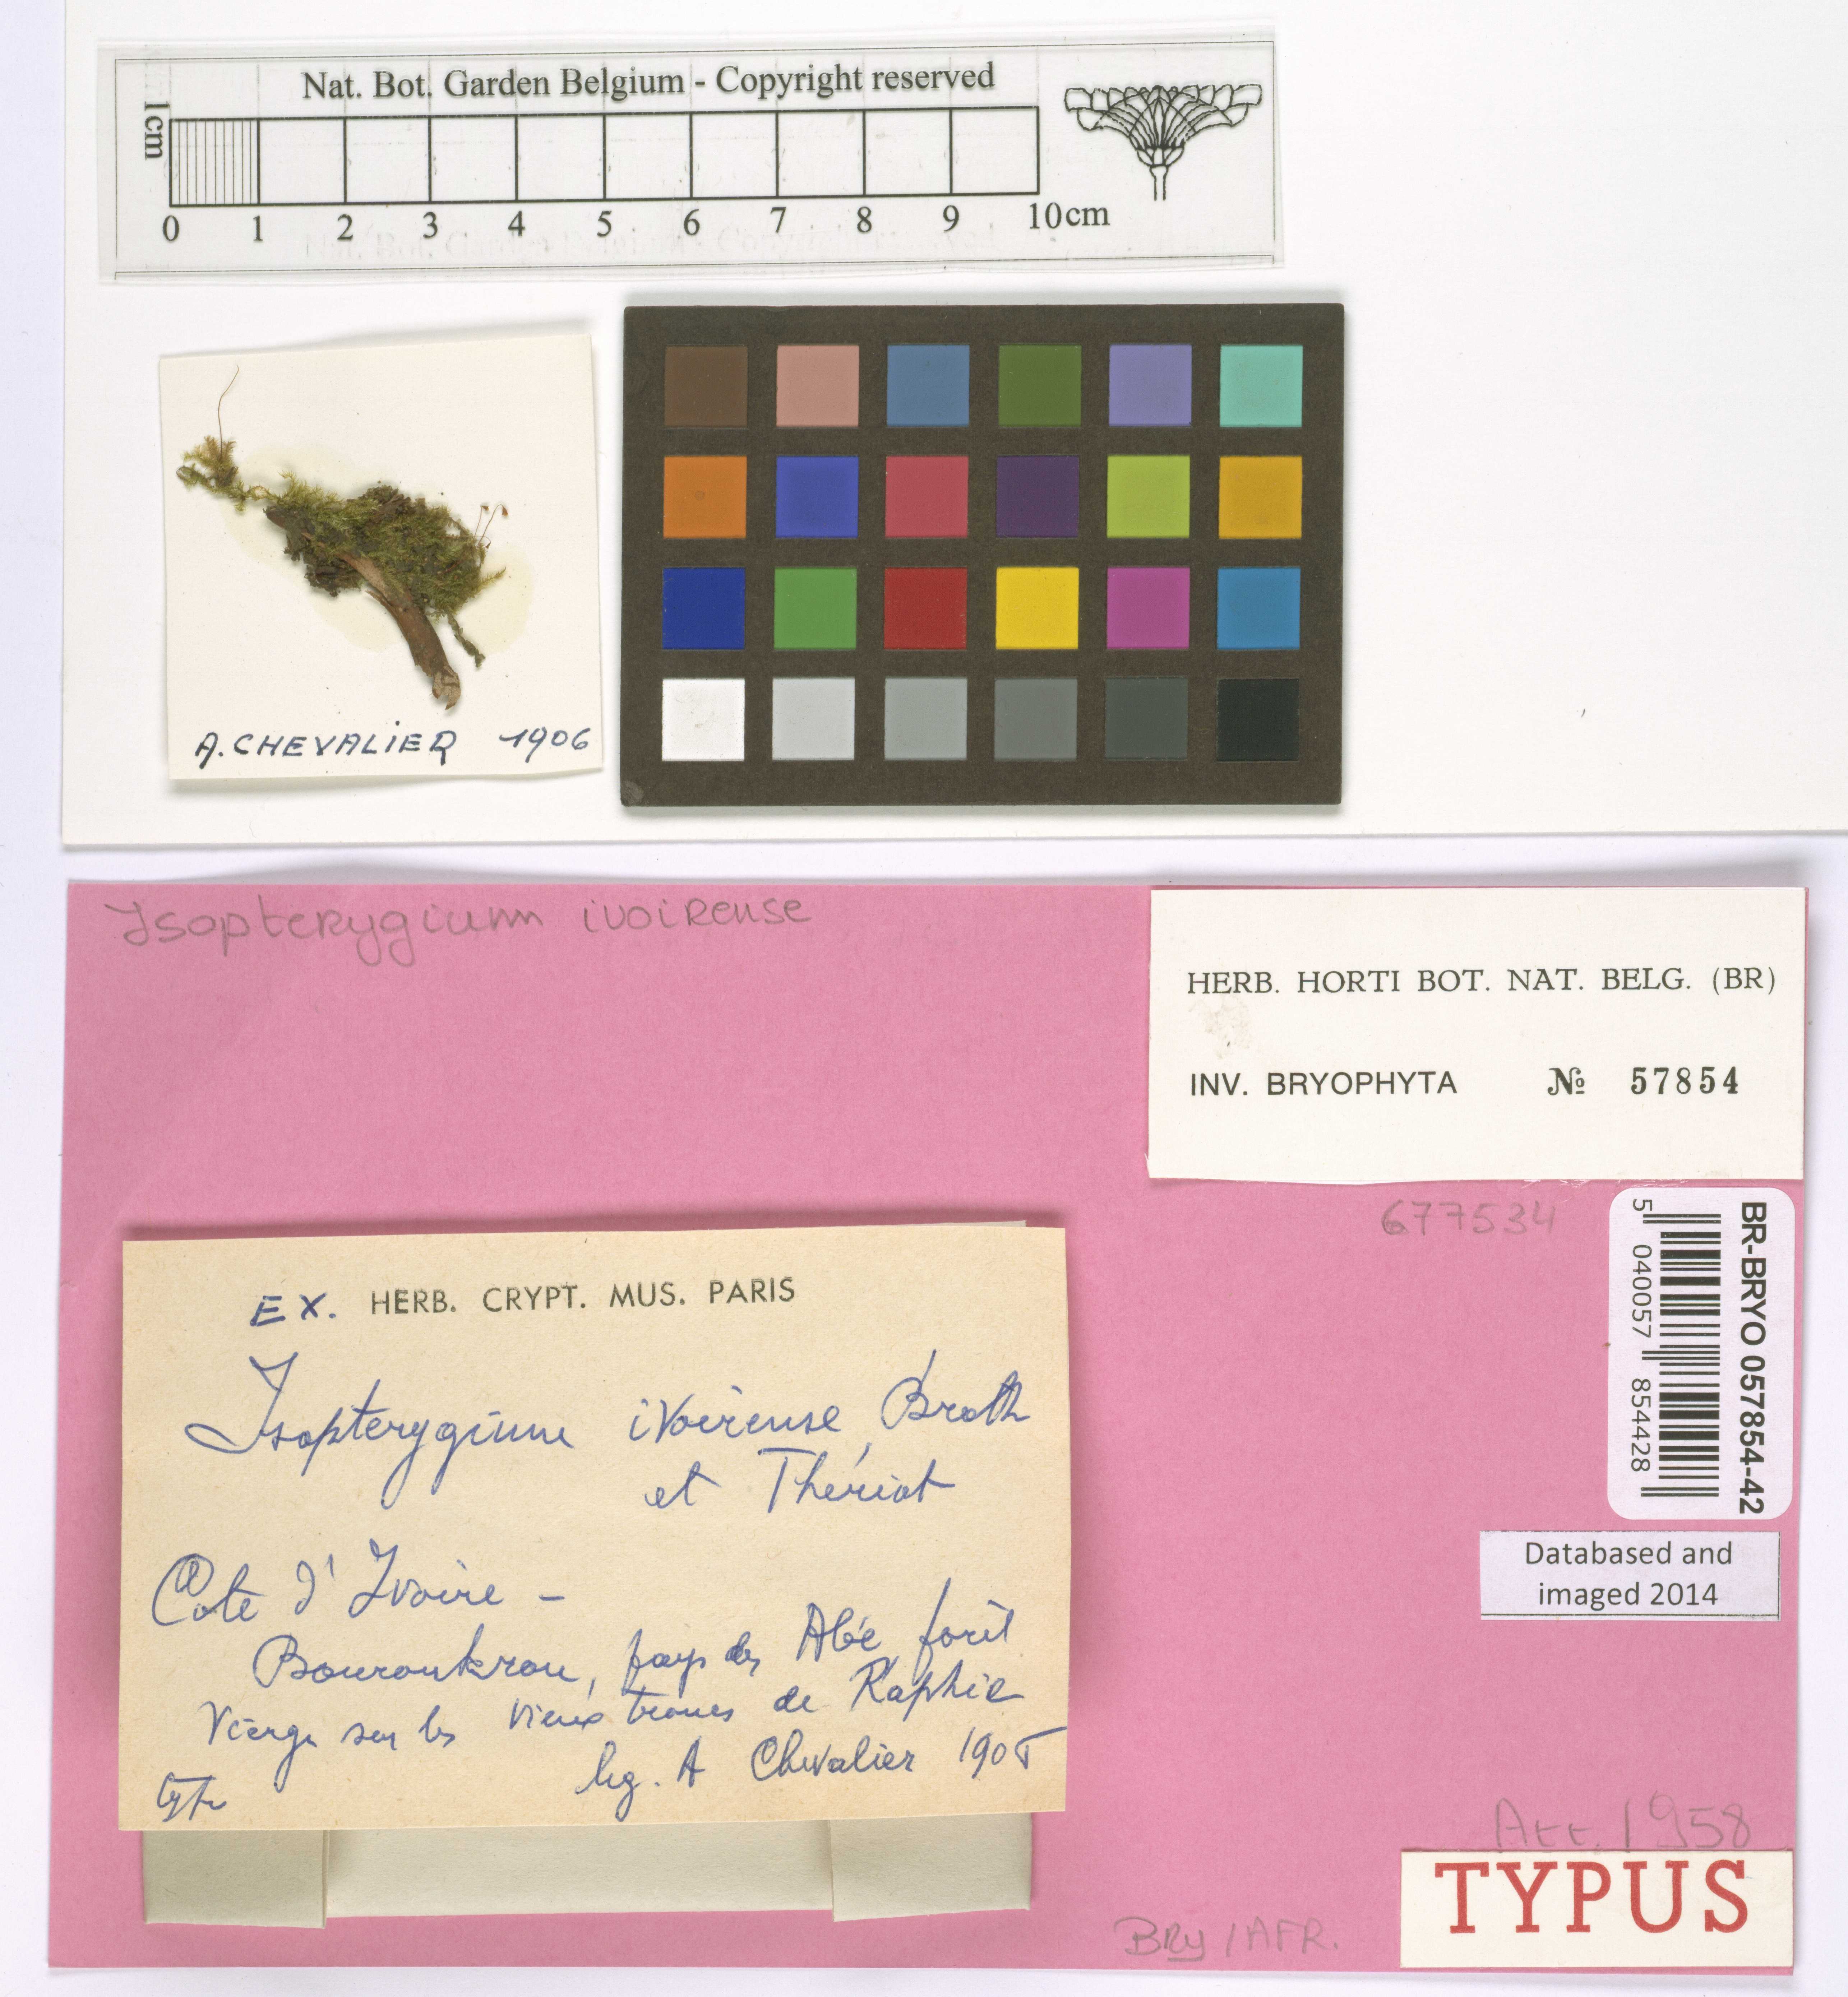 Nat. Bot. Garden Belgium - Copyright reserved
1cm
0 1 2 3 4 5 6 7 8 9 10cm
A. CHEVALIER 1906
Isopterygium ivoirense
HERB. HORTI BOT. NAT. BELG. (BR)
INV. BRYOPHYTA № 57854
677534
BR-BRYO 057854-42
5 040057 854428
Databased and
imaged 2014
EX. HERB. CRYPT. MUS. PARIS
Isopterygium ivoirense Broth
et Thériot
Cote d'Ivoire -
Bouroukrou, pays des Abé, forêt
Vierge sur les vieux troncs de Raphia
type leg. A Chevalier 1905
Acc. 1958
TYPUS
BRY / AFR.